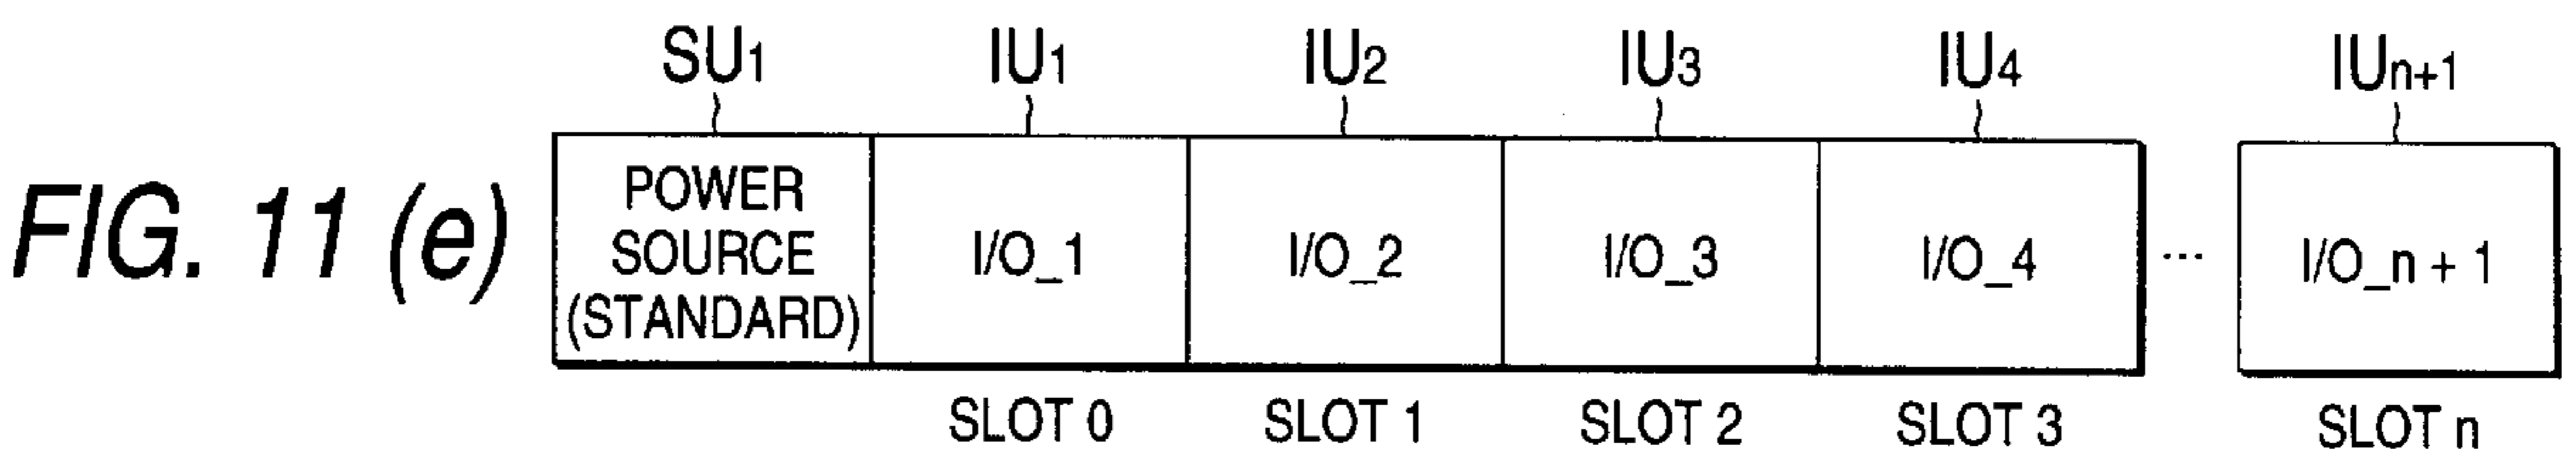 FIG. 11 (e)
SU1
IU1
IU2
IU3
IU4
IUn+1
POWER
SOURCE
(STANDARD)
I/O_1
I/O_2
I/O_3
I/O_4
...
I/O_n + 1
SLOT 0
SLOT 1
SLOT 2
SLOT 3
SLOT n